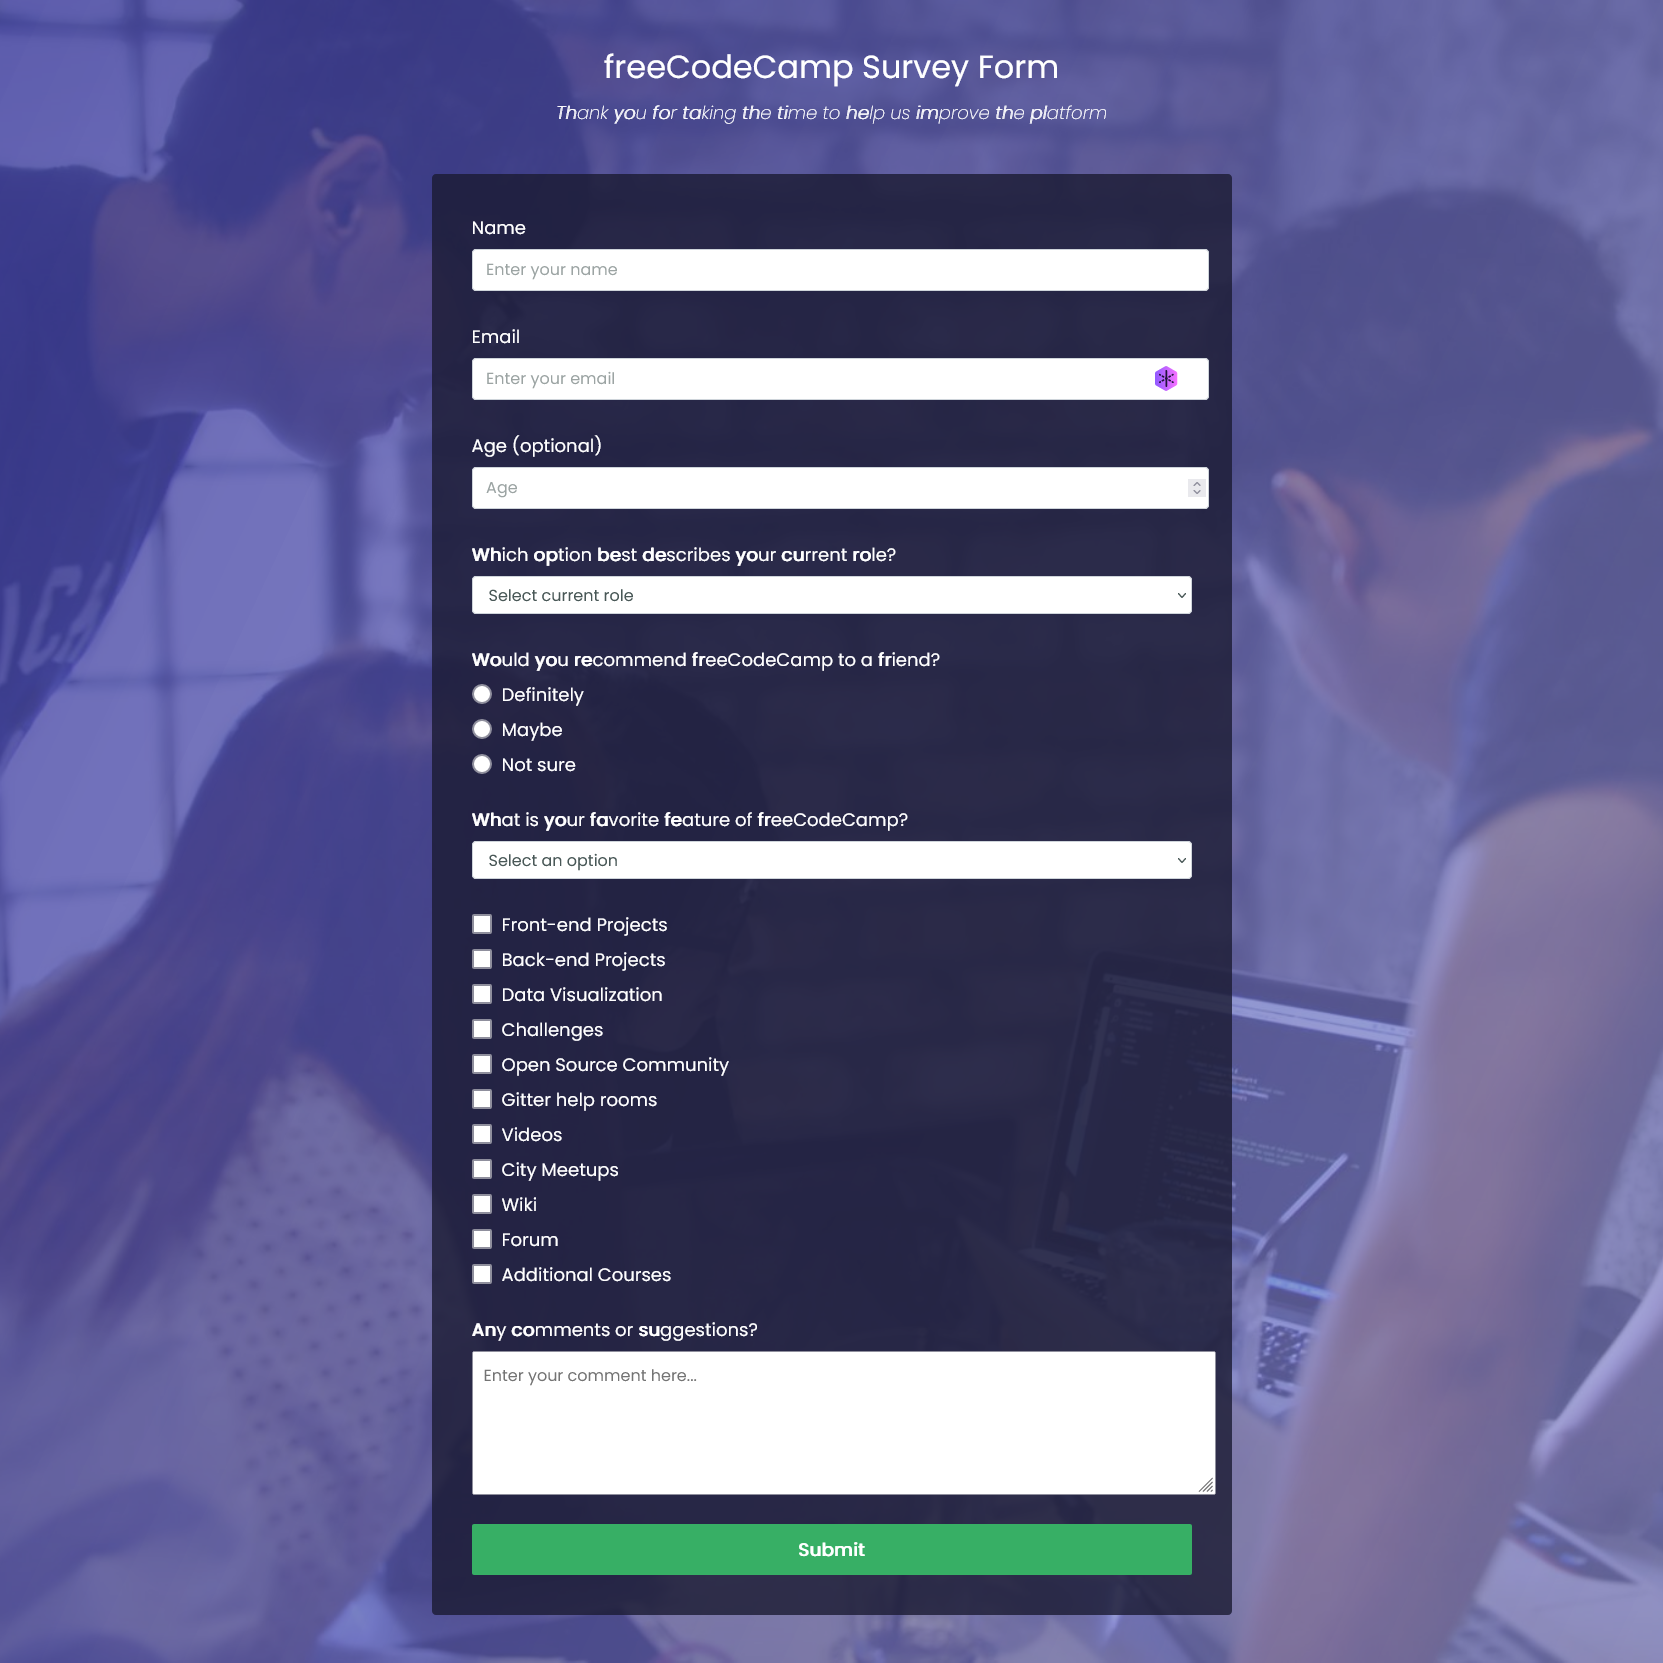 freeCodeCamp Survey Form
Thank you for taking the time to help us improve the platform
Name
Enter your name
Email
Enter your email
Age (optional)
Age
Which option best describes your current role?
Select current role
Would you recommend freeCodeCamp to a friend?
Definitely
Maybe
Not sure
What is your favorite feature of freeCodeCamp?
Select an option
Front-end Projects
Back-end Projects
Data Visualization
Challenges
Open Source Community
Gitter help rooms
Videos
City Meetups
Wiki
Forum
Additional Courses
Any comments or suggestions?
Enter your comment here...
Submit